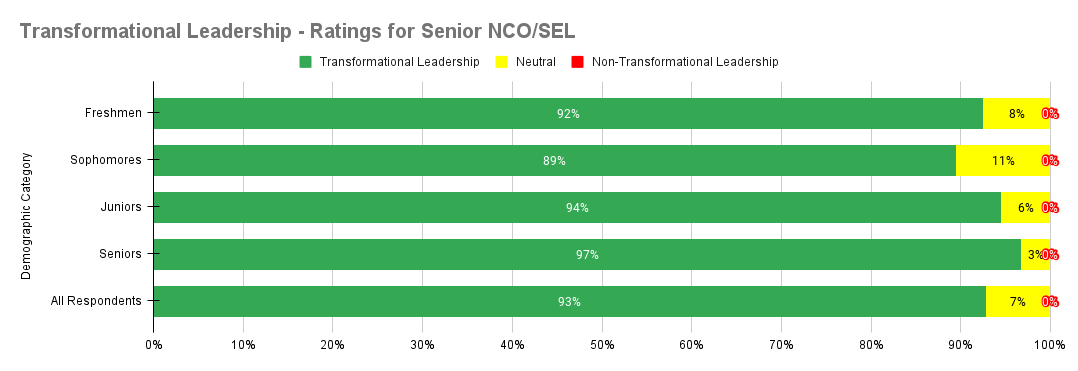 Transformational Leadership - Ratings for Senior NCO/SEL
Transformational Leadership Neutral Non-Transformational Leadership
Demographic Category
Freshmen 92% 8% 0%
Sophomores 89% 11% 0%
Juniors 94% 6% 0%
Seniors 97% 3% 0%
All Respondents 93% 7% 0%
0% 10% 20% 30% 40% 50% 60% 70% 80% 90% 100%